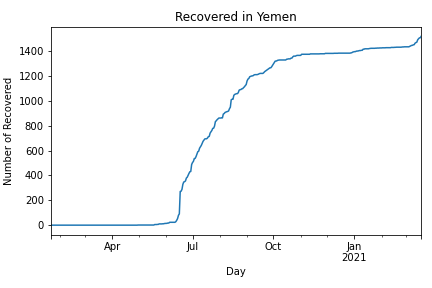 Recovered in Yemen
Number of Recovered
1400
1200
1000
800
600
400
200
0
Apr
Jul
Oct
Jan
2021
Day